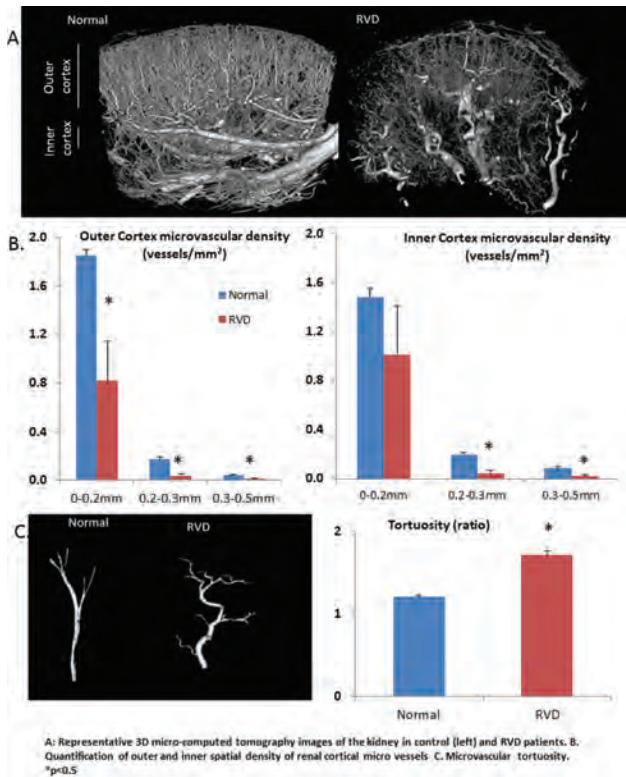 Normal
RVD
A
Outer cortex
Inner cortex
B.
Outer Cortex microvascular density
(vessels/mm²)
2.0
1.6
1.2
0.8
0.4
0.0
*
*
*
Normal
RVD
0-0.2mm
0.2-0.3mm
0.3-0.5mm
Inner Cortex microvascular density
(vessels/mm²)
2.0
1.6
1.2
0.8
0.4
0.0
*
*
0-0.2mm
0.2-0.3mm
0.3-0.5mm
C.
Normal
RVD
Tortuosity (ratio)
2
1
0
*
Normal
RVD
A: Representative 3D micro-computed tomography images of the kidney in control (left) and RVD patients. B.
Quantification of outer and inner spatial density of renal cortical micro vessels C. Microvascular tortuosity.
*p<0.5